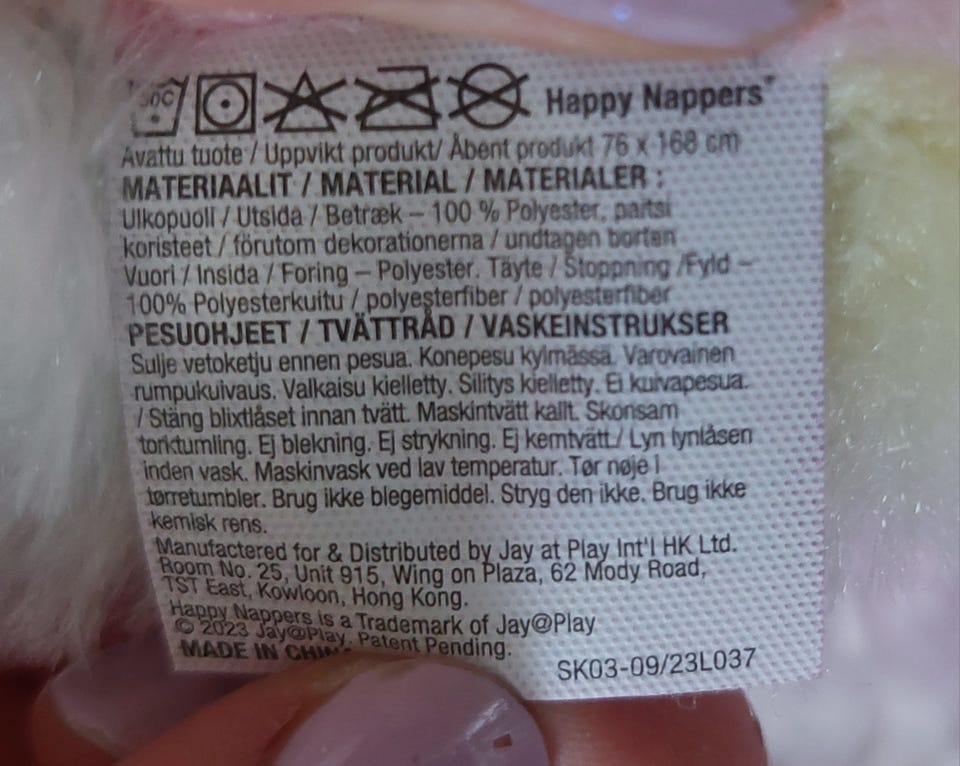 30C
Happy Nappers
Avattu tuote / Uppvikt produkt/ Åbent produkt 76 x 168 cm
MATERIAALIT / MATERIAL / MATERIALER :
Ulkopuoli / Utsida / Betræk – 100 % Polyester, paitsi
koristeet / förutom dekorationerna / undtagen borten
Vuori / Insida / Foring – Polyester. Täyte / Stoppning /Fyld –
100% Polyesterkuitu / polyesterfiber / polyesterfiber
PESUOHJEET / TVÄTTRÅD / VASKEINSTRUKSER
Sulje vetoketju ennen pesua. Konepesu kylmässä. Varovainen
rumpukuivaus. Valkaisu kielletty. Silitys kielletty. Ei kuivapesua.
/ Stäng blixtlåset innan tvätt. Maskintvätt kallt. Skonsam
torktumling. Ej blekning. Ej strykning. Ej kemtvätt./ Lyn lynlåsen
inden vask. Maskinvask ved lav temperatur. Tør nøje i
tørretumbler. Brug ikke blegemiddel. Stryg den ikke. Brug ikke
kemisk rens.
Manufactered for & Distributed by Jay at Play Int'l HK Ltd.
Room No. 25, Unit 915, Wing on Plaza, 62 Mody Road,
TST East, Kowloon, Hong Kong.
Happy Nappers is a Trademark of Jay@Play
© 2023 Jay@Play. Patent Pending.
MADE IN
SK03-09/23L037